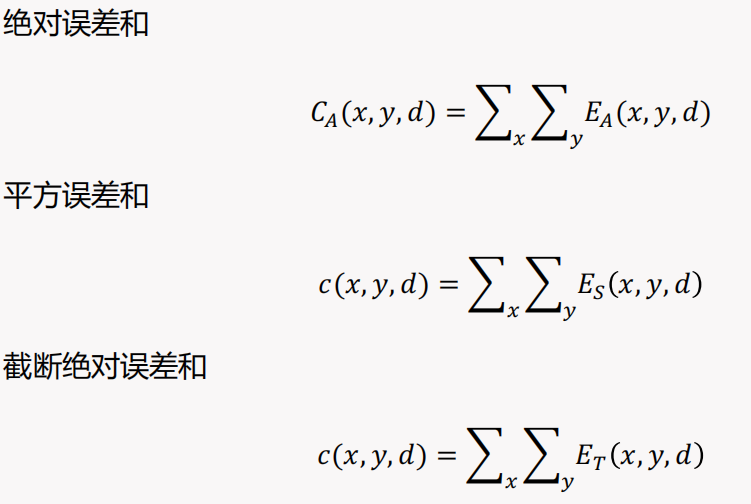 绝对误差和
C_A(x, y, d) = ∑_x ∑_y E_A(x, y, d)
平方误差和
c(x, y, d) = ∑_x ∑_y E_S(x, y, d)
截断绝对误差和
c(x, y, d) = ∑_x ∑_y E_T(x, y, d)